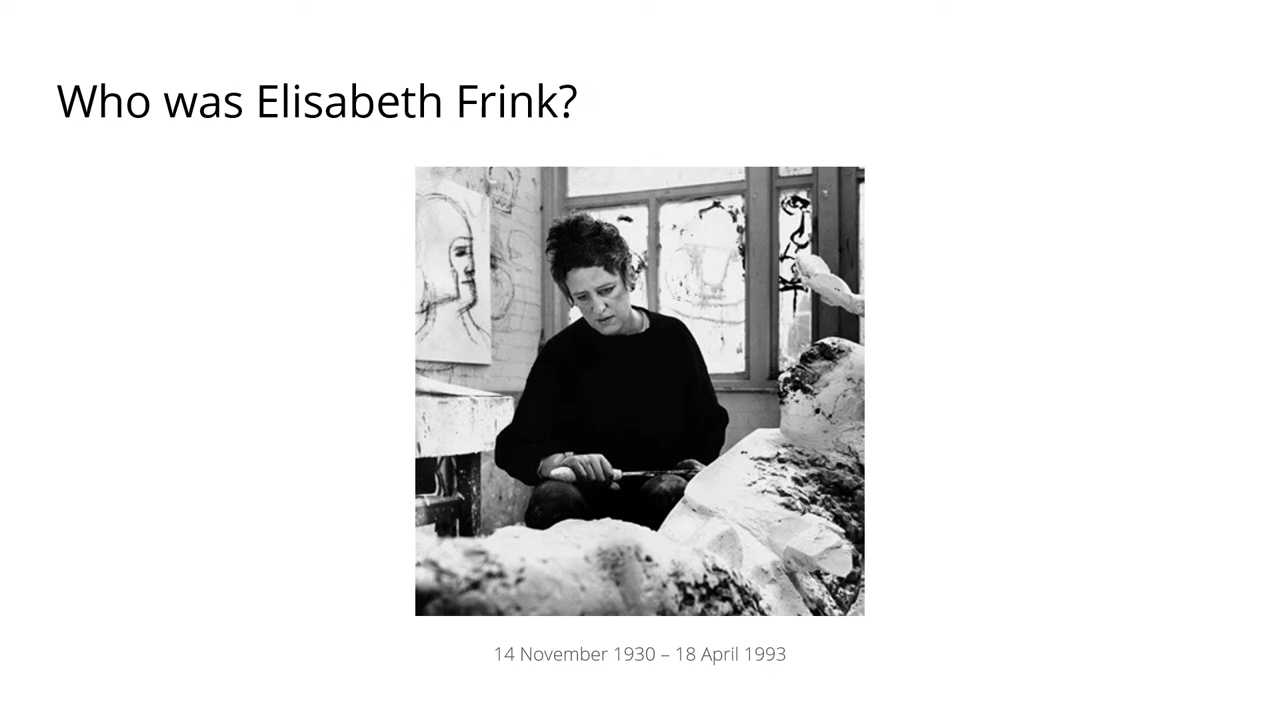 Who was Elisabeth Frink?
14 November 1930 – 18 April 1993